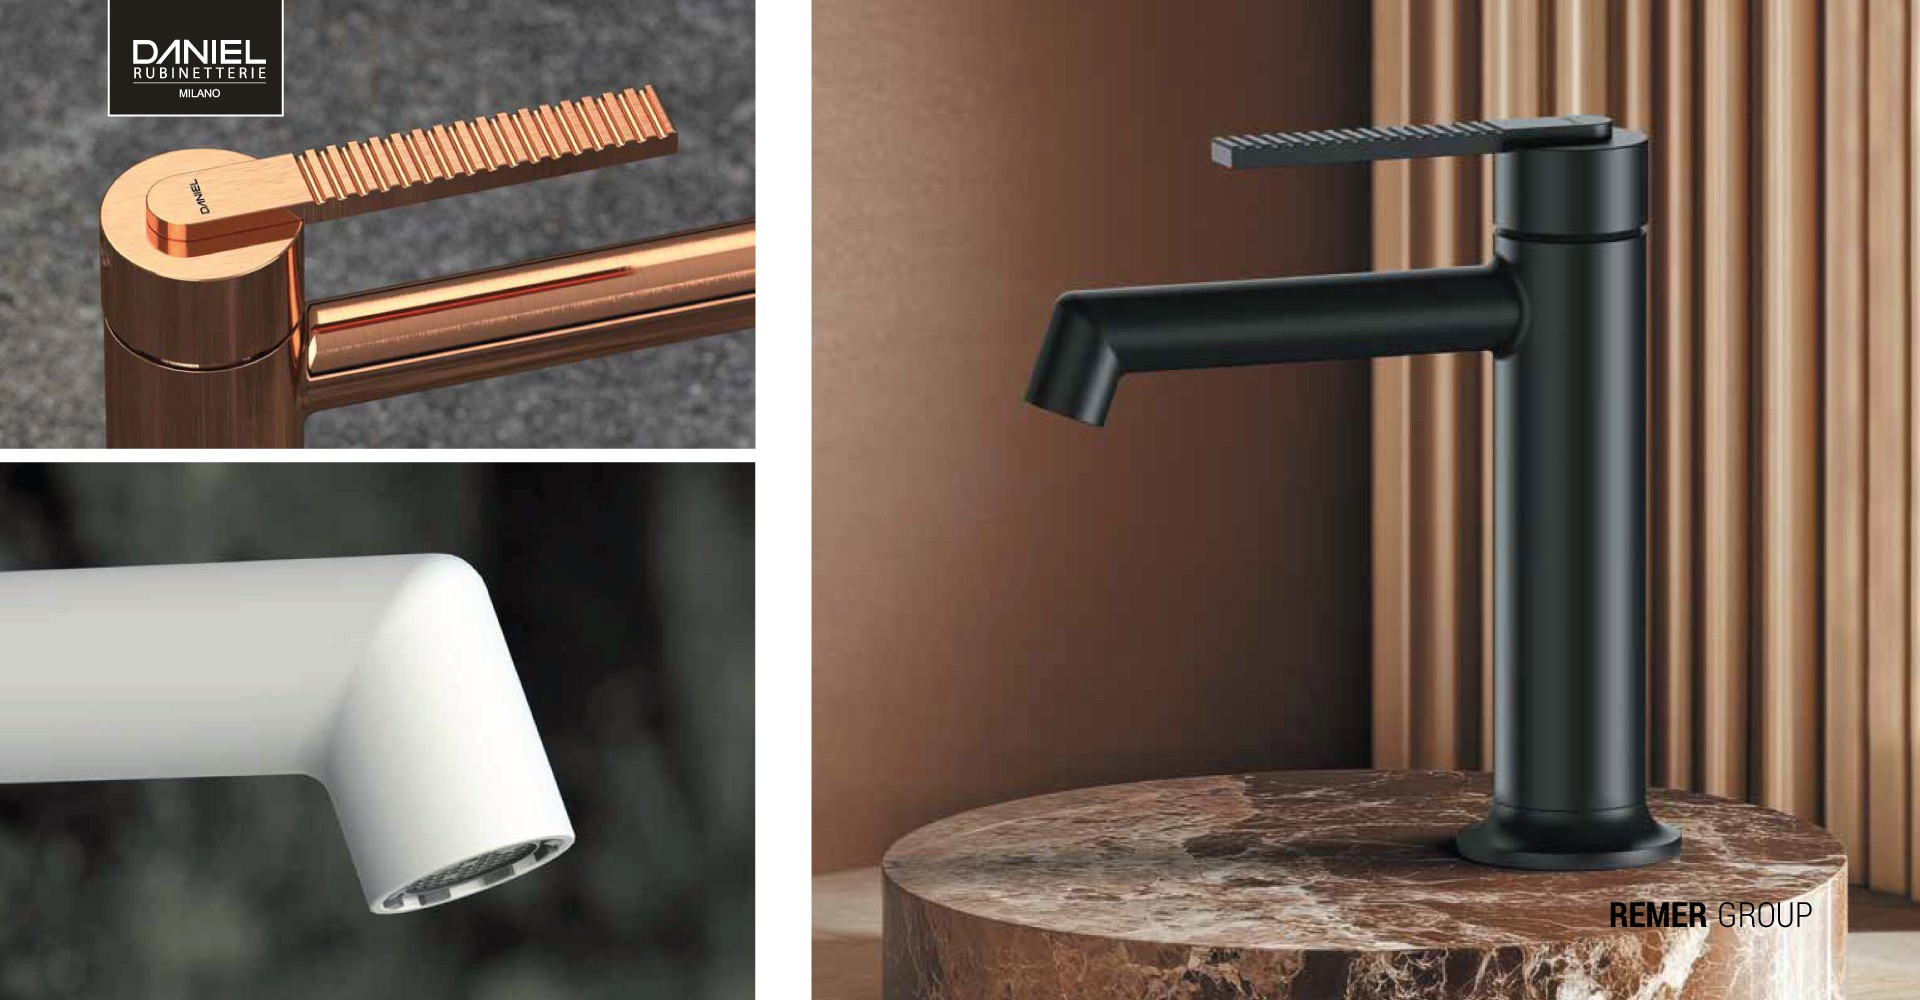 DANIEL
RUBINETTERIE
MILANO
DANIEL
REMER GROUP